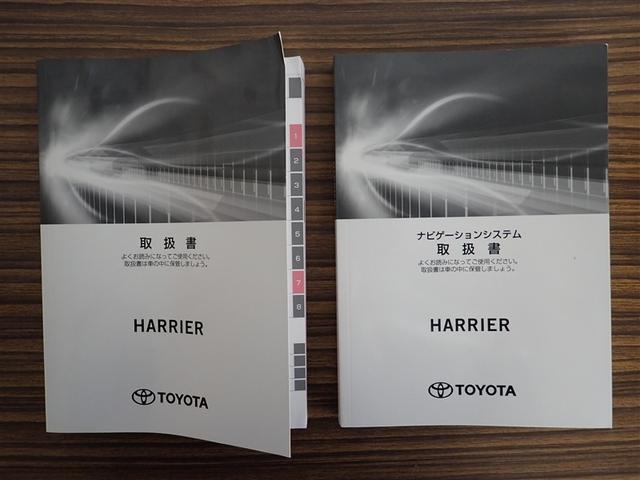 取扱書
よくお読みになってご使用ください。
取扱書は車の中に保管しましょう。
HARRIER
TOYOTA
1
2
3
4
5
6
7
8
ナビゲーションシステム
取扱書
よくお読みになってご使用ください。
取扱書は車の中に保管しましょう。
HARRIER
TOYOTA